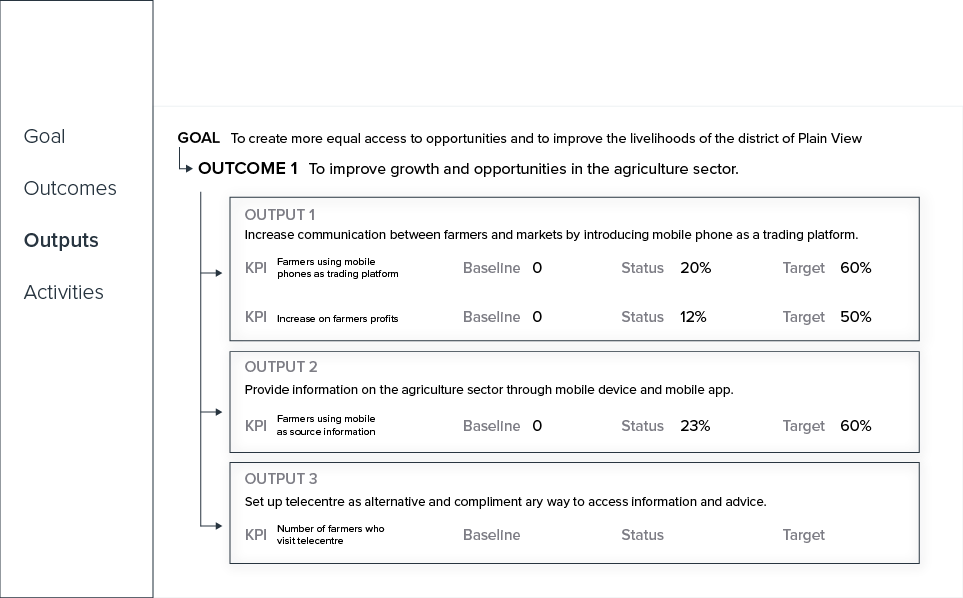 Goal
Outcomes
Outputs
Activities
GOAL To create more equal access to opportunities and to improve the livelihoods of the district of Plain View
OUTCOME 1 To improve growth and opportunities in the agriculture sector.
OUTPUT 1
Increase communication between farmers and markets by introducing mobile phone as a trading platform.
KPI Farmers using mobile phones as trading platform Baseline 0 Status 20% Target 60%
KPI Increase on farmers profits Baseline 0 Status 12% Target 50%
OUTPUT 2
Provide information on the agriculture sector through mobile device and mobile app.
KPI Farmers using mobile as source information Baseline 0 Status 23% Target 60%
OUTPUT 3
Set up telecentre as alternative and compliment ary way to access information and advice.
KPI Number of farmers who visit telecentre Baseline Status Target